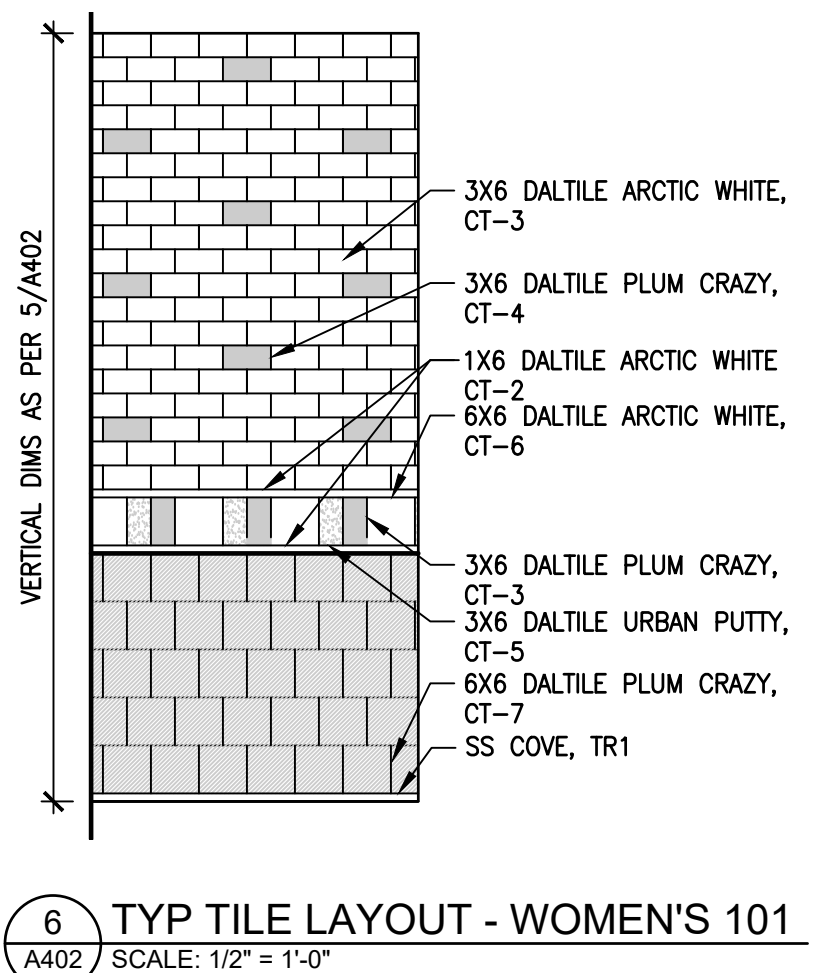 VERTICAL DIMS AS PER 5/A402
3X6 DALTILE ARCTIC WHITE,
CT-3
3X6 DALTILE PLUM CRAZY,
CT-4
1X6 DALTILE ARCTIC WHITE
CT-2
6X6 DALTILE ARCTIC WHITE,
CT-6
3X6 DALTILE PLUM CRAZY,
CT-3
3X6 DALTILE URBAN PUTTY,
CT-5
6X6 DALTILE PLUM CRAZY,
CT-7
SS COVE, TR1
6
A402
TYP TILE LAYOUT - WOMEN'S 101
SCALE: 1/2" = 1'-0"